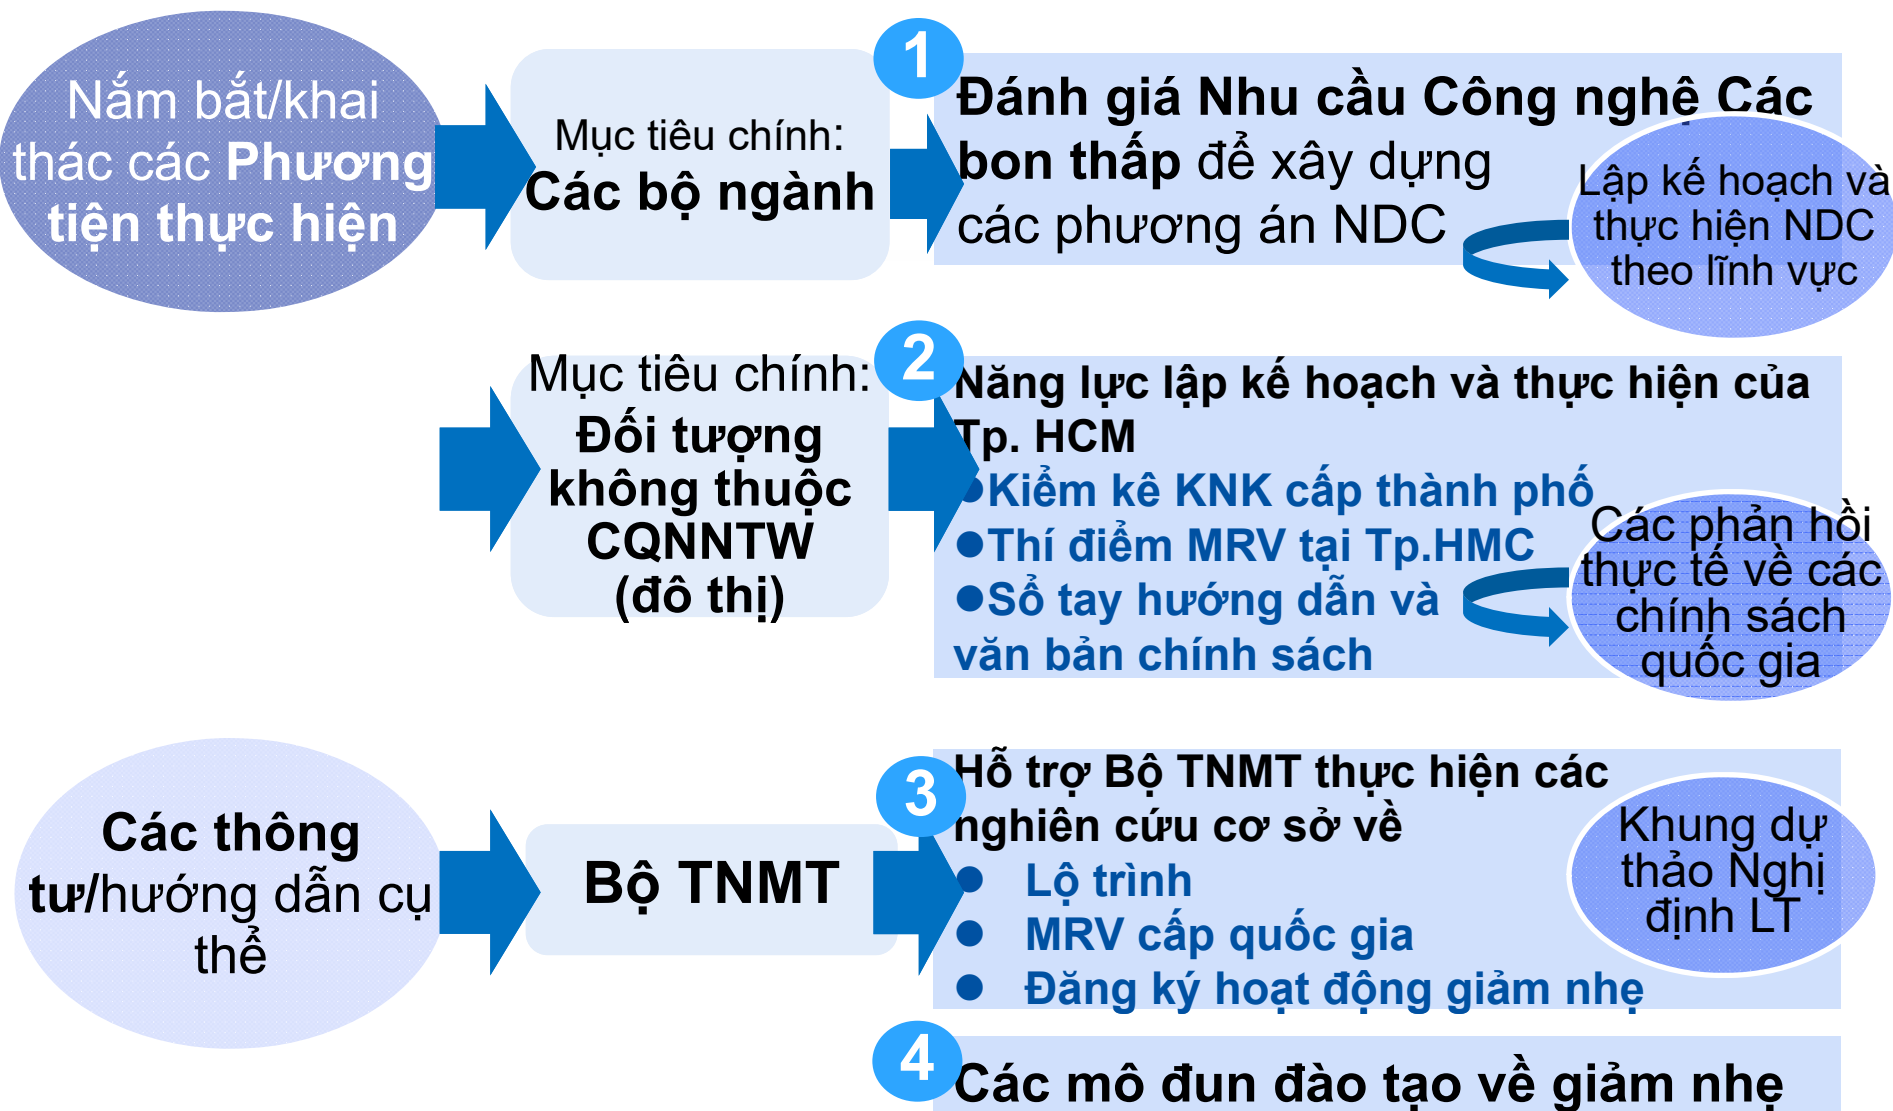 Nắm bắt/khai
thác các Phương
tiện thực hiện
Mục tiêu chính:
Các bộ ngành
1
Đánh giá Nhu cầu Công nghệ Các
bon thấp để xây dựng
các phương án NDC
Lập kế hoạch và
thực hiện NDC
theo lĩnh vực
Mục tiêu chính:
Đối tượng
không thuộc
CQNNTW
(đô thị)
2
Năng lực lập kế hoạch và thực hiện của
Tp. HCM
●Kiểm kê KNK cấp thành phố
●Thí điểm MRV tại Tp.HMC
●Sổ tay hướng dẫn và
văn bản chính sách
Các phản hồi
thực tế về các
chính sách
quốc gia
Các thông
tư/hướng dẫn cụ
thể
Bộ TNMT
3
Hỗ trợ Bộ TNMT thực hiện các
nghiên cứu cơ sở về
● Lộ trình
● MRV cấp quốc gia
● Đăng ký hoạt động giảm nhẹ
Khung dự
thảo Nghị
định LT
4
Các mô đun đào tạo về giảm nhẹ